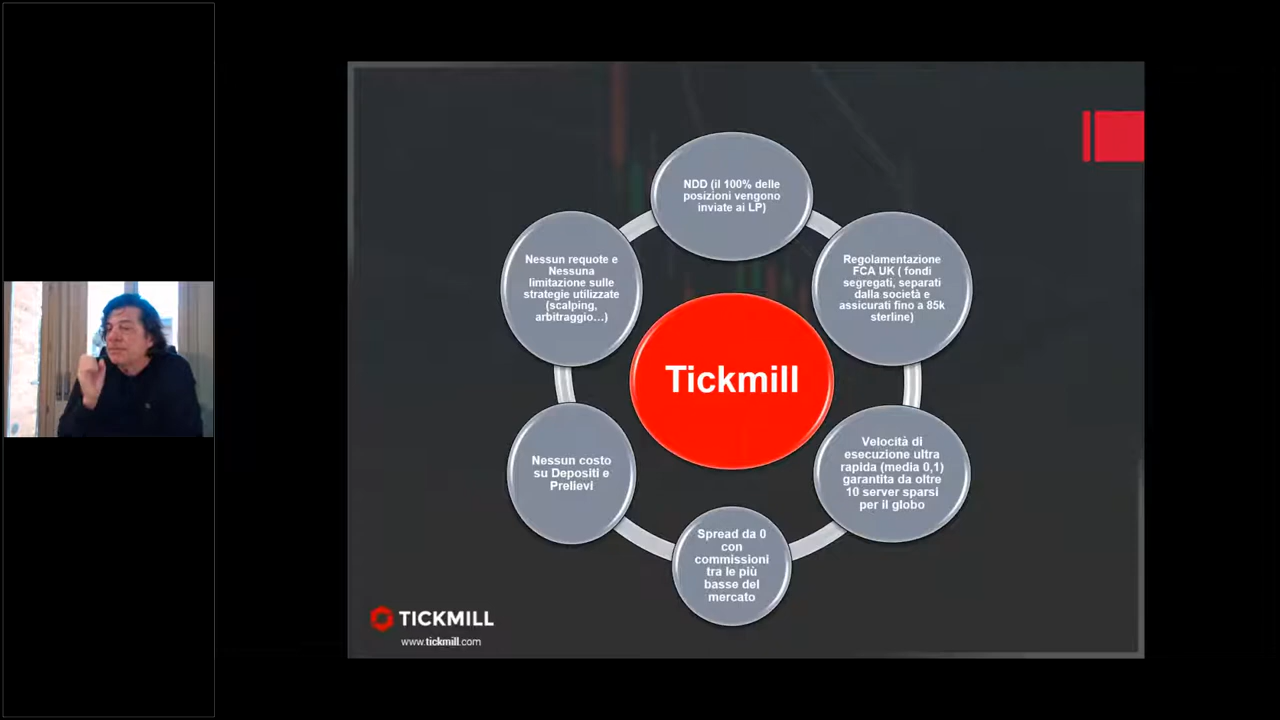 NDD (il 100% delle
posizioni vengono
inviate ai LP)
Regolamentazione
FCA UK ( fondi
segregati, separati
dalla società e
assicurati fino a 85k
sterline)
Velocità di
esecuzione ultra
rapida (media 0,1)
garantita da oltre
10 server sparsi
per il globo
Spread da 0
con
commissioni
tra le più
basse del
mercato
Nessun costo
su Depositi e
Prelievi
Nessun requote e
Nessuna
limitazione sulle
strategie utilizzate
(scalping,
arbitraggio...)
Tickmill
TICKMILL
www.tickmill.com